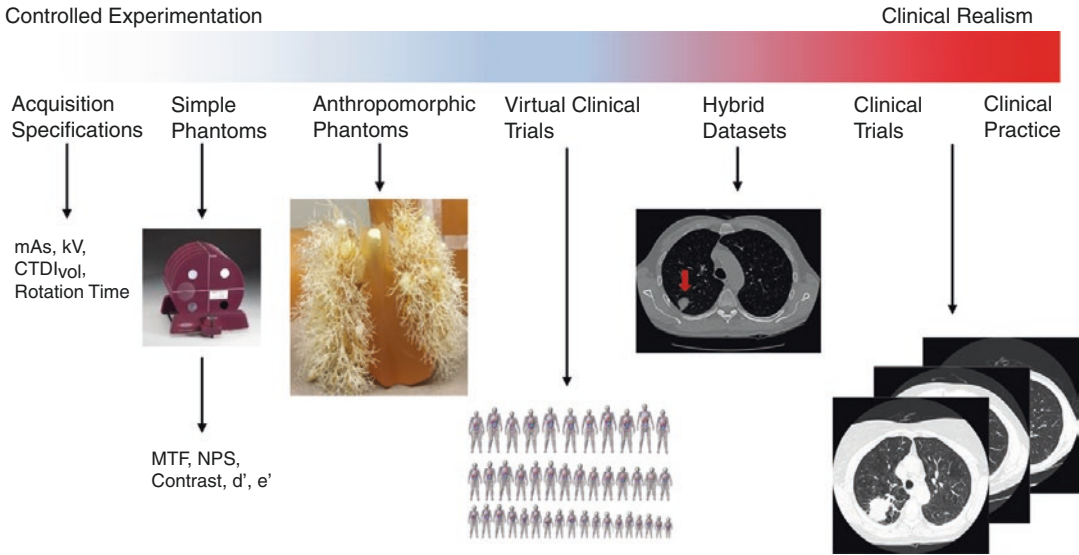 Controlled Experimentation
Clinical Realism
Acquisition
Specifications
Simple
Phantoms
Anthropomorphic
Phantoms
Virtual Clinical
Trials
Hybrid
Datasets
Clinical
Trials
Clinical
Practice
mAs, kV,
CTDIvol,
Rotation Time
MTF, NPS,
Contrast, d', e'